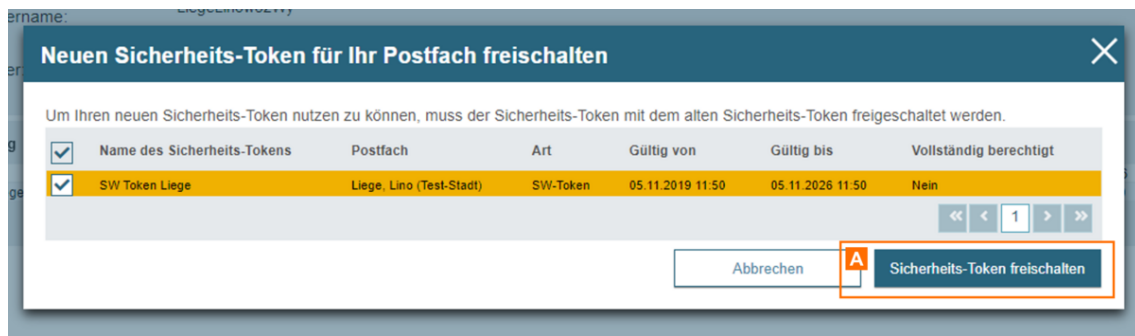 ername:
Neuen Sicherheits-Token für Ihr Postfach freischalten
Um Ihren neuen Sicherheits-Token nutzen zu können, muss der Sicherheits-Token mit dem alten Sicherheits-Token freigeschaltet werden.
Name des Sicherheits-Tokens Postfach Art Gültig von Gültig bis Vollständig berechtigt
SW Token Liege Liege, Lino (Test-Stadt) SW-Token 05.11.2019 11:50 05.11.2026 11:50 Nein
« < 1 > »
Abbrechen A Sicherheits-Token freischalten